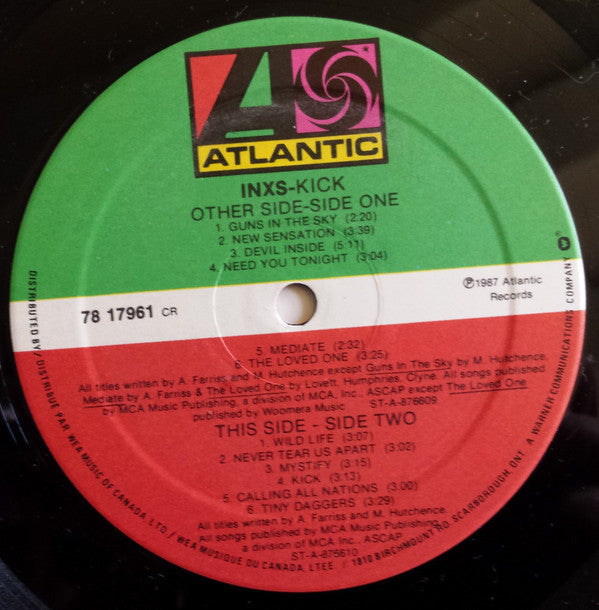 ATLANTIC
INXS-KICK
OTHER SIDE-SIDE ONE
1. GUNS IN THE SKY (2:20)
2. NEW SENSATION (3:39)
3. DEVIL INSIDE (5:11)
4. NEED YOU TONIGHT (3:04)
78 17961 CR
℗1987 Atlantic
Records
5. MEDIATE (2:32)
6. THE LOVED ONE (3:25)
All titles written by A. Farriss and M. Hutchence except Guns In The Sky by M. Hutchence,
Mediate by A. Farriss & The Loved One by Lovett, Humphries, Clyne. All songs published
by MCA Music Publishing, a division of MCA, Inc., ASCAP except The Loved One
published by Woomera Music ST-A-876609
THIS SIDE - SIDE TWO
1. WILD LIFE (3:07)
2. NEVER TEAR US APART (3:02)
3. MYSTIFY (3:15)
4. KICK (3:13)
5. CALLING ALL NATIONS (3:00)
6. TINY DAGGERS (3:29)
All titles written by A. Farriss and M. Hutchence.
All songs published by MCA Music Publishing,
a division of MCA Inc., ASCAP
ST-A-876610
DISTRIBUTED BY / DISTRIBUÉ PAR WEA MUSIC OF CANADA, LTD. / WEA MUSIQUE DU CANADA, LTEE / 1810 BIRCHMOUNT RD. SCARBOROUGH, ONT. A WARNER COMMUNICATIONS COMPANY